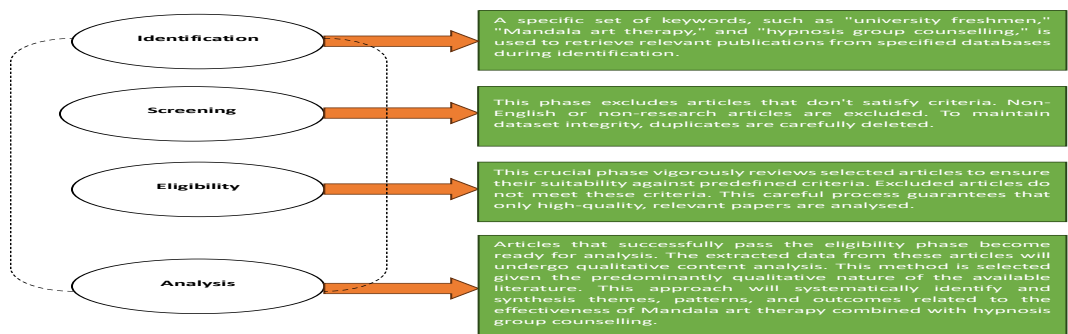 Identification
A specific set of keywords, such as "university freshmen,"
"Mandala art therapy," and "hypnosis group counselling," is
used to retrieve relevant publications from specified databases
during identification.
Screening
This phase excludes articles that don't satisfy criteria. Non-
English or non-research articles are excluded. To maintain
dataset integrity, duplicates are carefully deleted.
Eligibility
This crucial phase vigorously reviews selected articles to ensure
their suitability against predefined criteria. Excluded articles do
not meet these criteria. This careful process guarantees that
only high-quality, relevant papers are analysed.
Analysis
Articles that successfully pass the eligibility phase become
ready for analysis. The extracted data from these articles will
undergo qualitative content analysis. This method is selected
given the predominantly qualitative nature of the available
literature. This approach will systematically identify and
synthesis themes, patterns, and outcomes related to the
effectiveness of Mandala art therapy combined with hypnosis
group counselling.